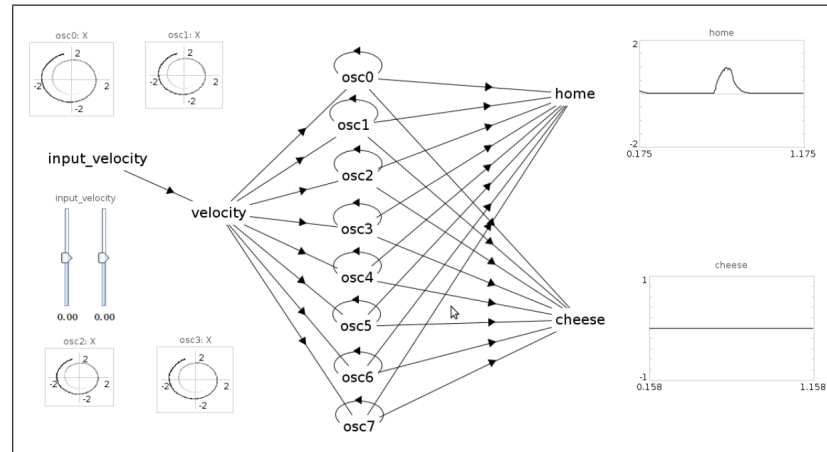 osc0: X
2
-2
2
-2
osc1: X
2
-2
2
-2
input_velocity
velocity
input_velocity
0.00
0.00
osc2: X
2
-2
2
-2
osc3: X
2
-2
2
-2
osc0
osc1
osc2
osc3
osc4
osc5
osc6
osc7
home
cheese
home
2
-2
0.175
1.175
cheese
1
-1
0.158
1.158